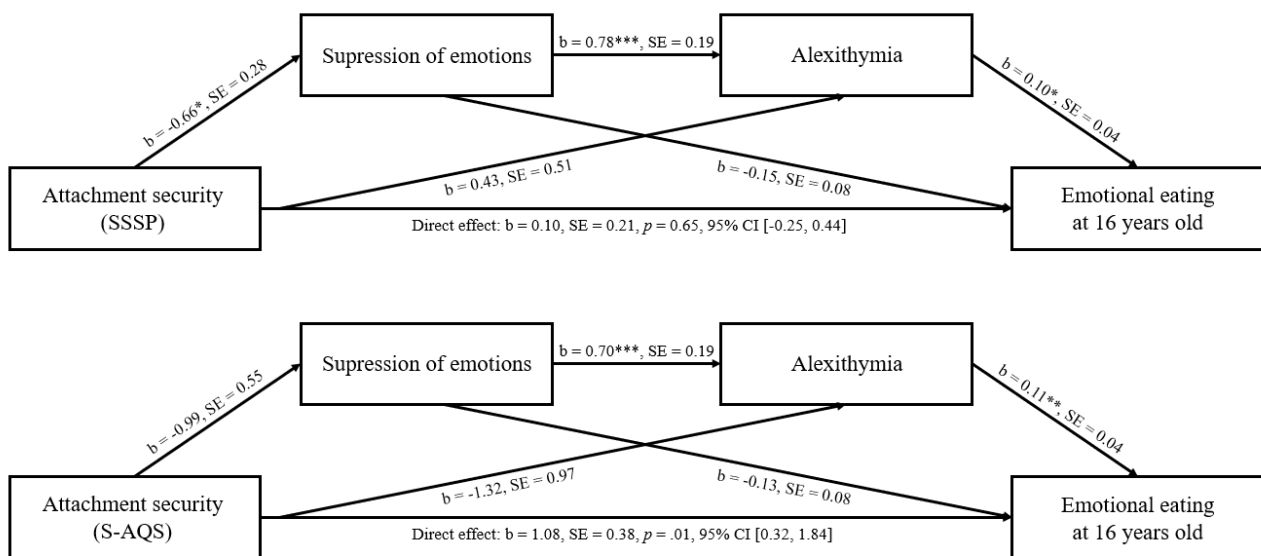 Supression of emotions
b = 0.78***, SE = 0.19
Alexithymia
b = -0.66*, SE = 0.28
b = 0.10*, SE = 0.04
Attachment security
(SSSP)
b = 0.43, SE = 0.51
b = -0.15, SE = 0.08
Emotional eating
at 16 years old
Direct effect: b = 0.10, SE = 0.21, p = 0.65, 95% CI [-0.25, 0.44]
Supression of emotions
b = 0.70***, SE = 0.19
Alexithymia
b = -0.99, SE = 0.55
b = 0.11**, SE = 0.04
Attachment security
(S-AQS)
b = -1.32, SE = 0.97
b = -0.13, SE = 0.08
Emotional eating
at 16 years old
Direct effect: b = 1.08, SE = 0.38, p = .01, 95% CI [0.32, 1.84]